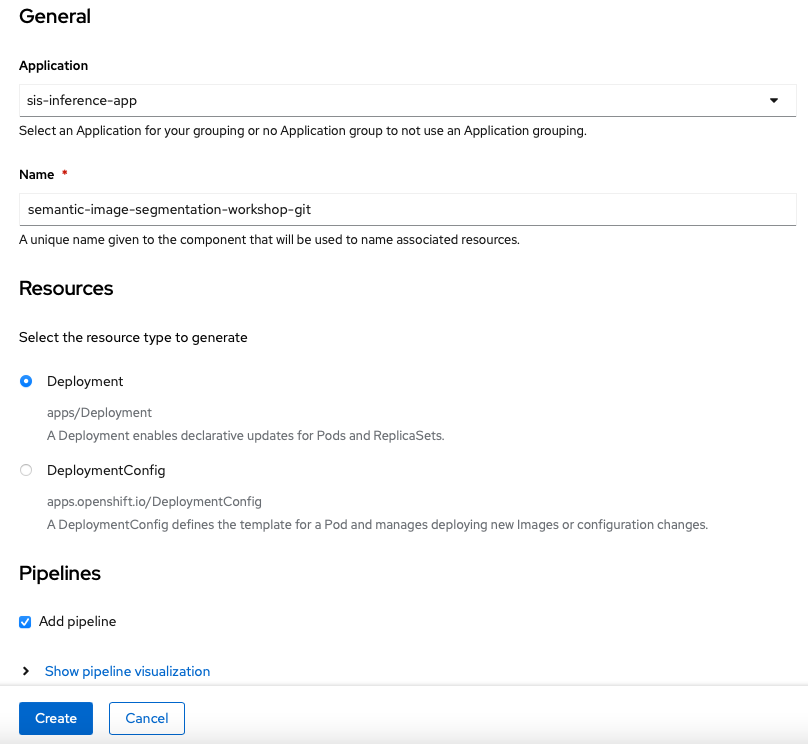 General
Application
sis-inference-app
Select an Application for your grouping or no Application group to not use an Application grouping.
Name *
semantic-image-segmentation-workshop-git
A unique name given to the component that will be used to name associated resources.
Resources
Select the resource type to generate
Deployment
apps/Deployment
A Deployment enables declarative updates for Pods and ReplicaSets.
DeploymentConfig
apps.openshift.io/DeploymentConfig
A DeploymentConfig defines the template for a Pod and manages deploying new Images or configuration changes.
Pipelines
Add pipeline
Show pipeline visualization
Create Cancel